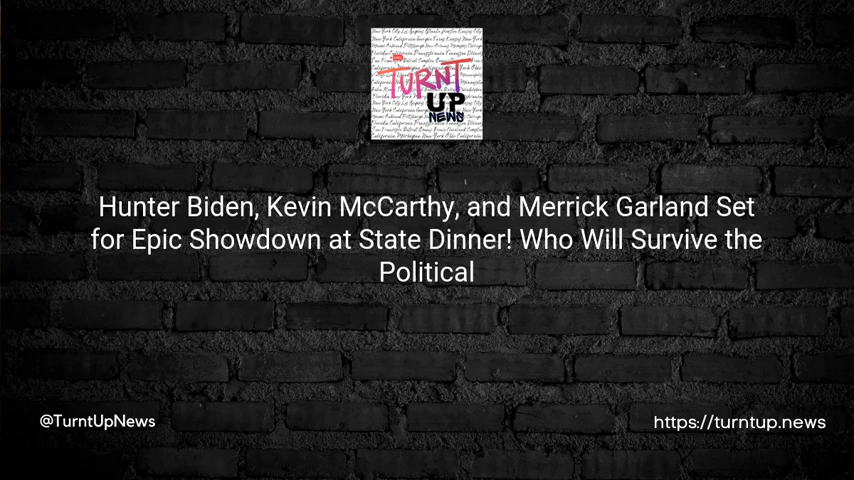 TURNT
UP
NEWS
Hunter Biden, Kevin McCarthy, and Merrick Garland Set
for Epic Showdown at State Dinner! Who Will Survive the
Political
@TurntUpNews
https://turntup.news